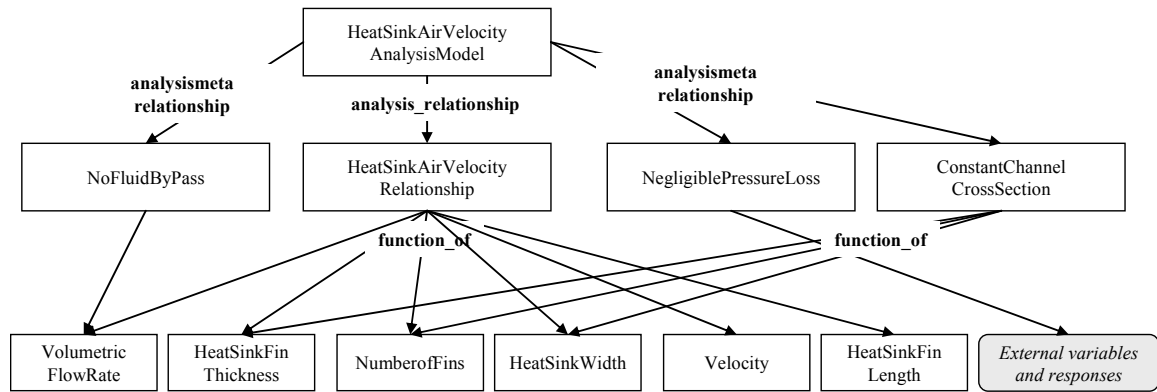 HeatSinkAirVelocity
AnalysisModel
analysismeta
relationship
analysis_relationship
analysismeta
relationship
NoFluidByPass
HeatSinkAirVelocity
Relationship
NegligiblePressureLoss
ConstantChannel
CrossSection
function_of
function_of
Volumetric
FlowRate
HeatSinkFin
Thickness
NumberofFins
HeatSinkWidth
Velocity
HeatSinkFin
Length
External variables
and responses